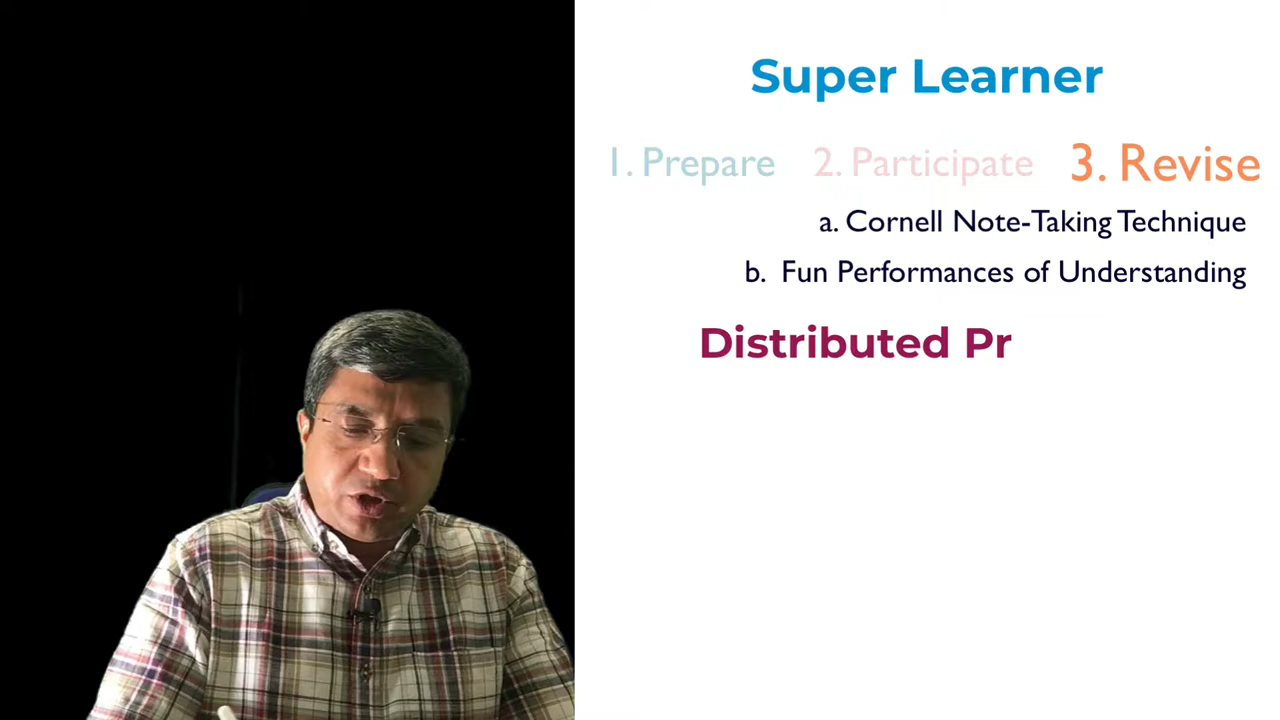 Super Learner
1. Prepare 2. Participate 3. Revise
a. Cornell Note-Taking Technique
b. Fun Performances of Understanding
Distributed Pr